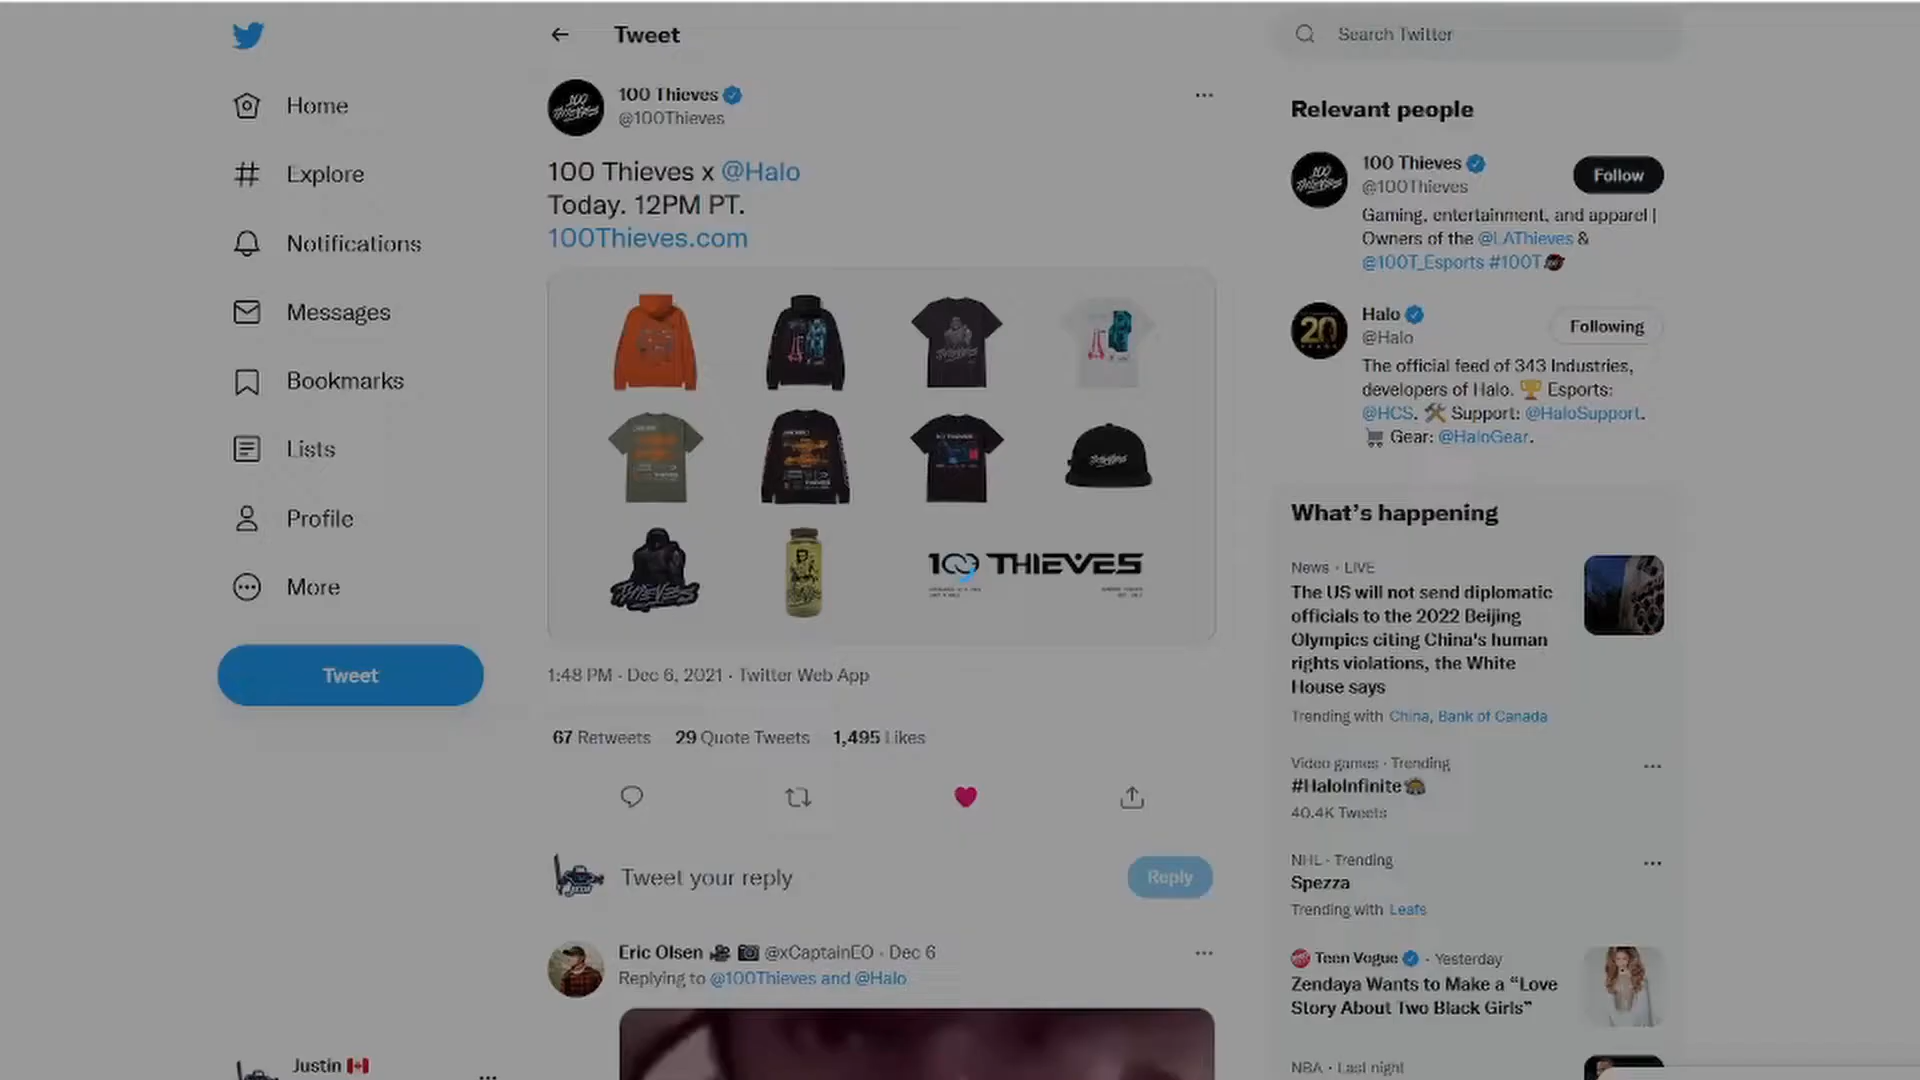 Tweet
Search Twitter
Home
Explore
Notifications
Messages
Bookmarks
Lists
Profile
More
Tweet
100 Thieves
@100Thieves
100 Thieves x @Halo
Today. 12PM PT.
100Thieves.com
THIEVES
THIEVES
100 THIEVES
1:48 PM · Dec 6, 2021 · Twitter Web App
67 Retweets 29 Quote Tweets 1,495 Likes
Tweet your reply
Reply
Eric Olsen @xCaptainEO · Dec 6
Replying to @100Thieves and @Halo
Justin
Relevant people
100 Thieves
@100Thieves
Follow
Gaming, entertainment, and apparel |
Owners of the @LAThieves &
@100T_Esports #100T
Halo
@Halo
Following
The official feed of 343 Industries,
developers of Halo. Esports:
@HCS. Support: @HaloSupport.
Gear: @HaloGear.
What's happening
News · LIVE
The US will not send diplomatic
officials to the 2022 Beijing
Olympics citing China's human
rights violations, the White
House says
Trending with China, Bank of Canada
Video games · Trending
#HaloInfinite
40.4K Tweets
NHL · Trending
Spezza
Trending with Leafs
Teen Vogue · Yesterday
Zendaya Wants to Make a “Love
Story About Two Black Girls”
NBA · Last night